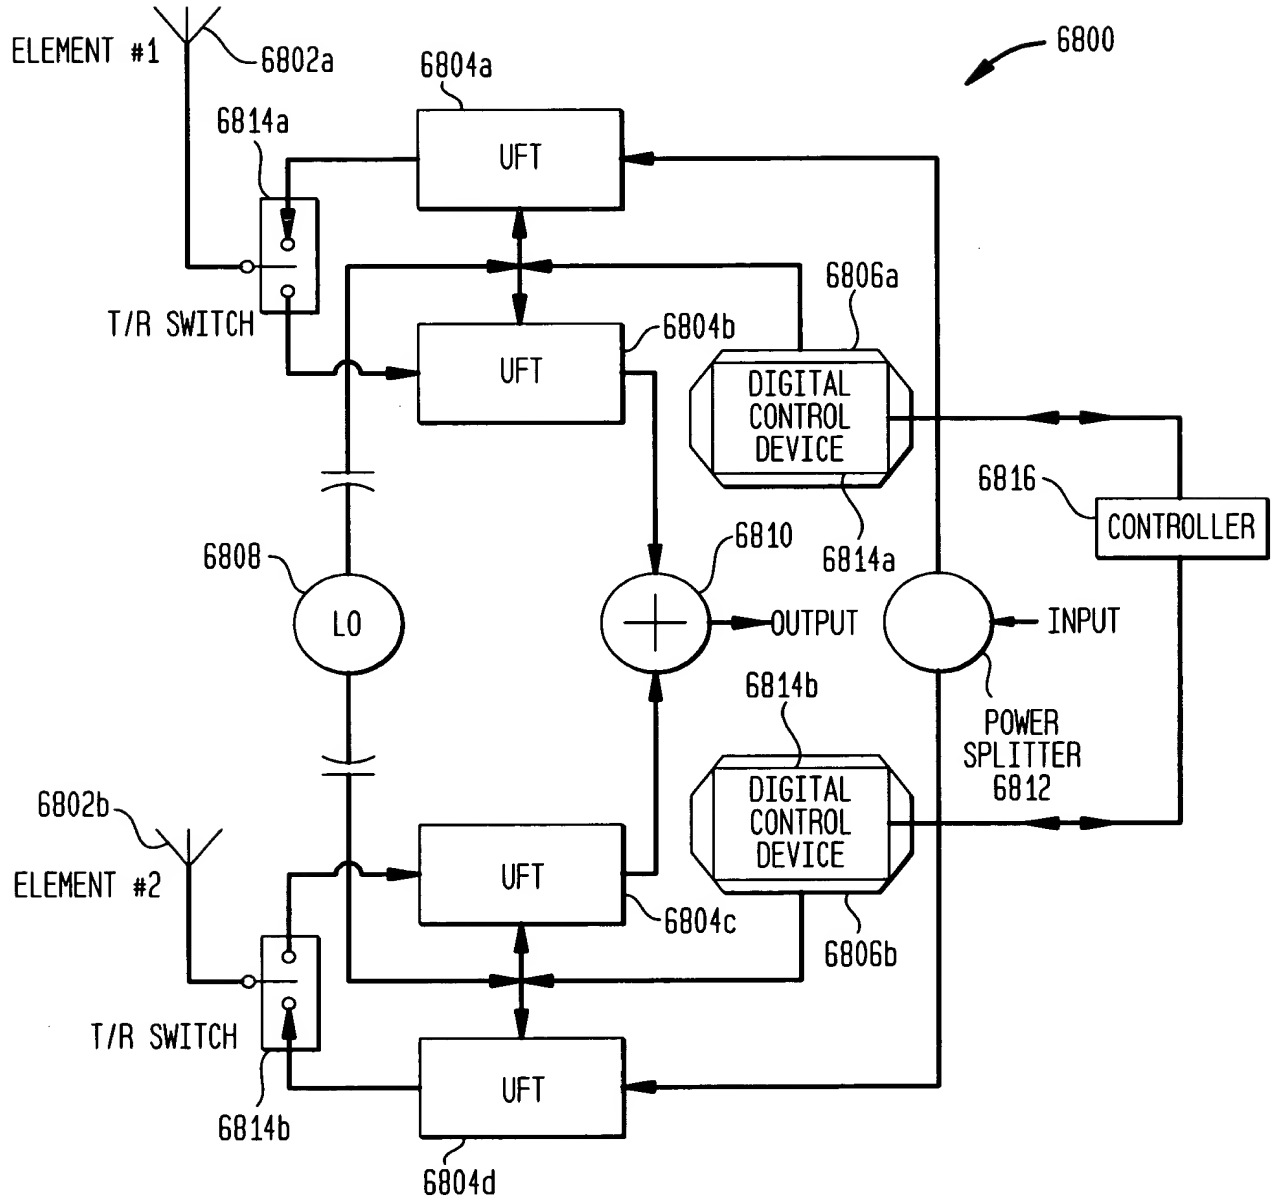 6800
ELEMENT #1
6802a
6804a
6814a
UFT
T/R SWITCH
6804b
UFT
6806a
DIGITAL
CONTROL
DEVICE
6814a
6816
CONTROLLER
6808
LO
6810
OUTPUT
INPUT
POWER
SPLITTER
6812
6814b
DIGITAL
CONTROL
DEVICE
6806b
6802b
ELEMENT #2
UFT
6804c
T/R SWITCH
6814b
UFT
6804d